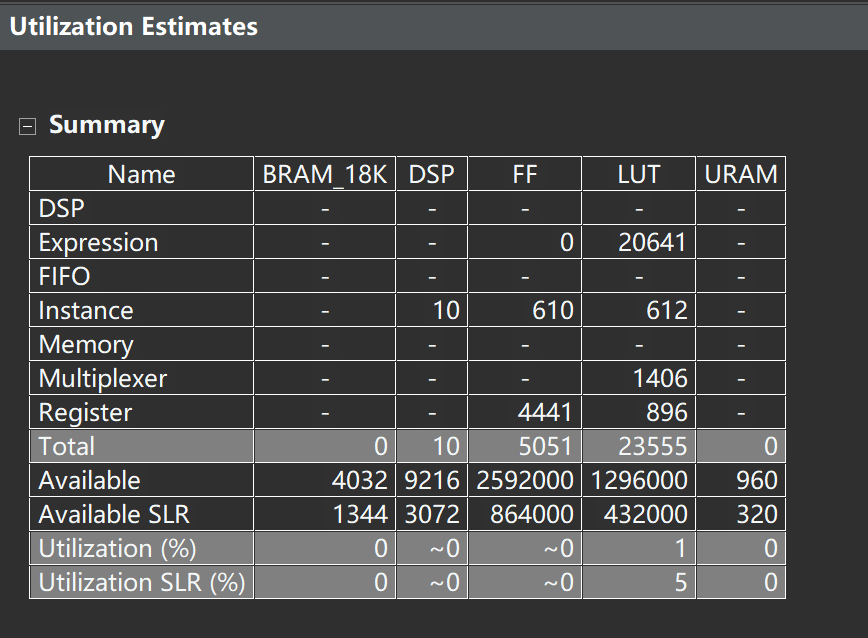 Utilization Estimates
Summary
Name BRAM_18K DSP FF LUT URAM
DSP - - - - -
Expression - - 0 20641 -
FIFO - - - - -
Instance - 10 610 612 -
Memory - - - - -
Multiplexer - - - 1406 -
Register - - 4441 896 -
Total 0 10 5051 23555 0
Available 4032 9216 2592000 1296000 960
Available SLR 1344 3072 864000 432000 320
Utilization (%) 0 ~0 ~0 1 0
Utilization SLR (%) 0 ~0 ~0 5 0